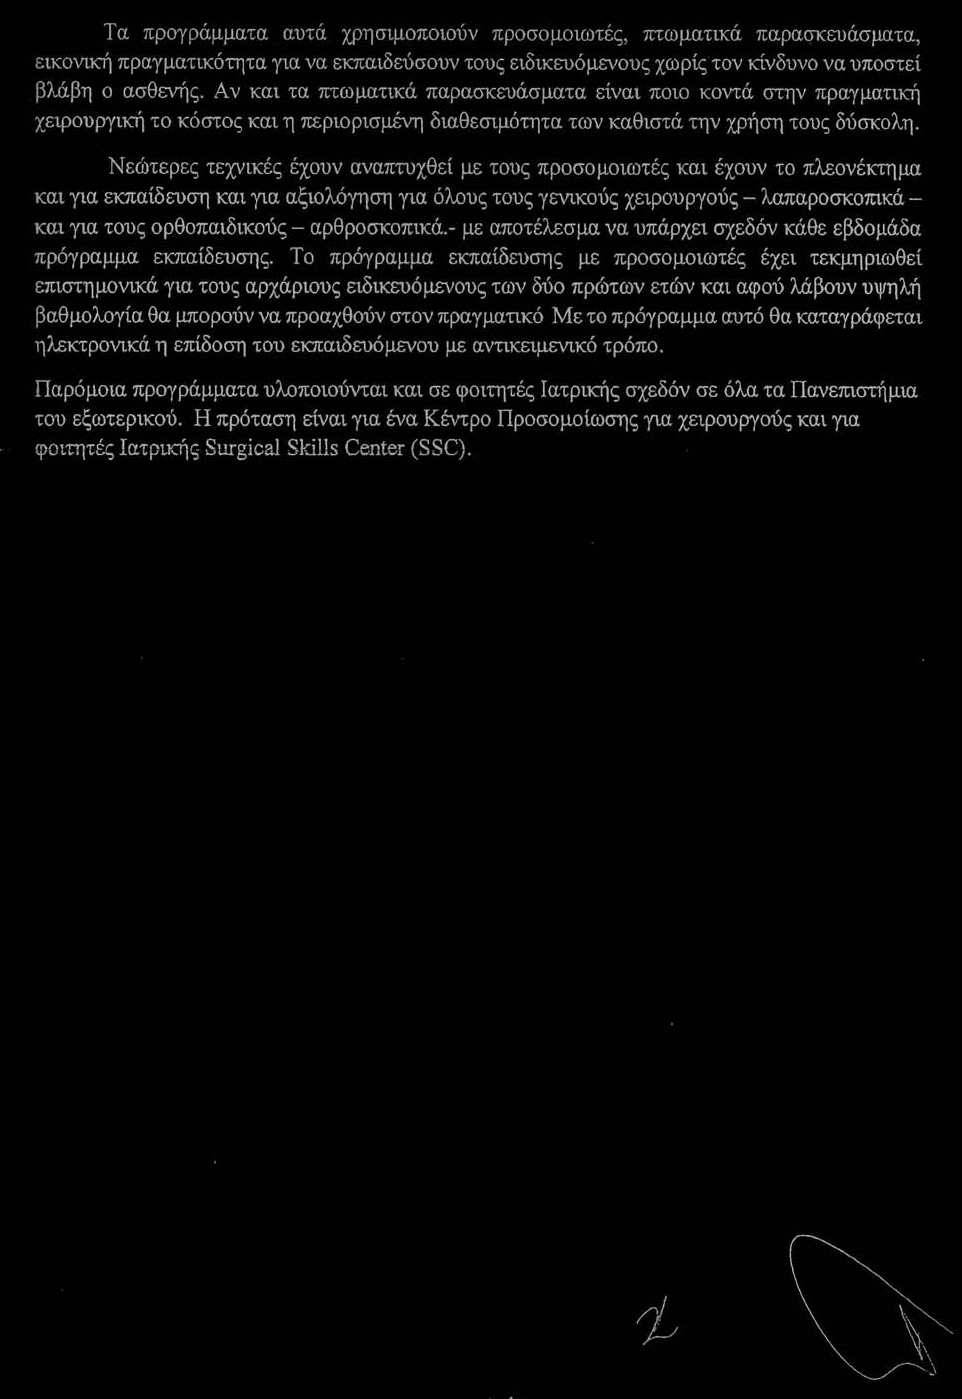 Τα προγράμματα αυτά χρησιμοποιούν προσομοιωτές, πτωματικά παρασκευάσματα,
εικονική πραγματικότητα για να εκπαιδεύσουν τους ειδικευόμενους χωρίς τον κίνδυνο να υποστεί
βλάβη ο ασθενής. Αν και τα πτωματικά παρασκευάσματα είναι ποιο κοντά στην πραγματική
χειρουργική το κόστος και η περιορισμένη διαθεσιμότητα των καθιστά την χρήση τους δύσκολη.
Νεώτερες τεχνικές έχουν αναπτυχθεί με τους προσομοιωτές και έχουν το πλεονέκτημα
και για εκπαίδευση και για αξιολόγηση για όλους τους γενικούς χειρουργούς – λαπαροσκοπικά –
και για τους ορθοπαιδικούς – αρθροσκοπικά.- με αποτέλεσμα να υπάρχει σχεδόν κάθε εβδομάδα
πρόγραμμα εκπαίδευσης. Το πρόγραμμα εκπαίδευσης με προσομοιωτές έχει τεκμηριωθεί
επιστημονικά για τους αρχάριους ειδικευόμενους των δύο πρώτων ετών και αφού λάβουν υψηλή
βαθμολογία θα μπορούν να προαχθούν στον πραγματικό Με το πρόγραμμα αυτό θα καταγράφεται
ηλεκτρονικά η επίδοση του εκπαιδευόμενου με αντικειμενικό τρόπο.
Παρόμοια προγράμματα υλοποιούνται και σε φοιτητές Ιατρικής σχεδόν σε όλα τα Πανεπιστήμια
του εξωτερικού. Η πρόταση είναι για ένα Κέντρο Προσομοίωσης για χειρουργούς και για
φοιτητές Ιατρικής Surgical Skills Center (SSC).
2